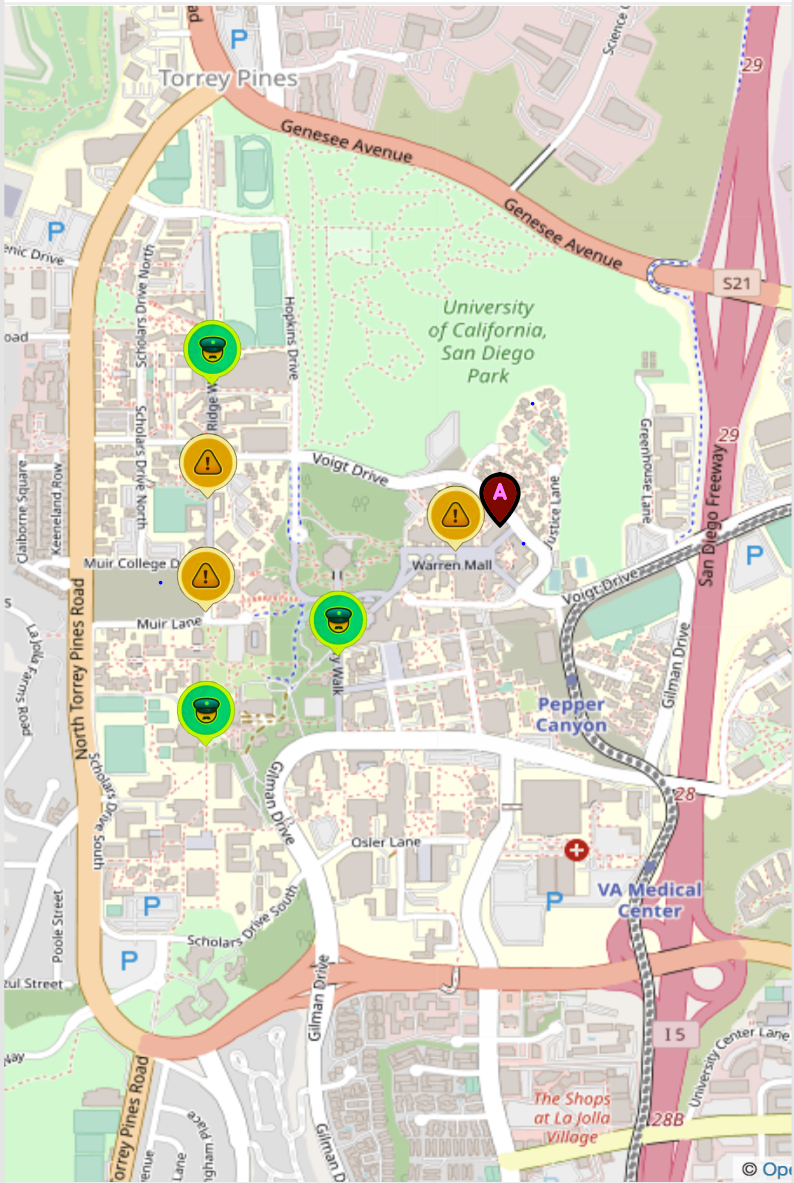 P
Torrey Pines
Science
29
Genesee Avenue
Genesee Avenue
P
enic Drive
S21
Scholars Drive North
Hopkins Drive
University
of California,
San Diego
Park
oad
Ridge W
29
Scholars Drive North
Voigt Drive
Greenhouse Lane
San Diego Freeway
Claiborne Square
Keeneland Row
A
Justice Lane
P
Muir College D
Warren Mall
Voigt Drive
Muir Lane
La Jolla Farms Road
North Torrey Pines Road
ry Walk
Gilman Drive
Pepper
Canyon
Scholars Drive South
Gilman Drive
28
Osler Lane
P
P
VA Medical
Center
Poole Street
Scholars Drive South
P
zul Street
Gilman Drive
I 5
University Center Lane
Torrey Pines Road
The Shops
at La Jolla
Village
28B
Gilman D
Lane
ngham Place
© Ope